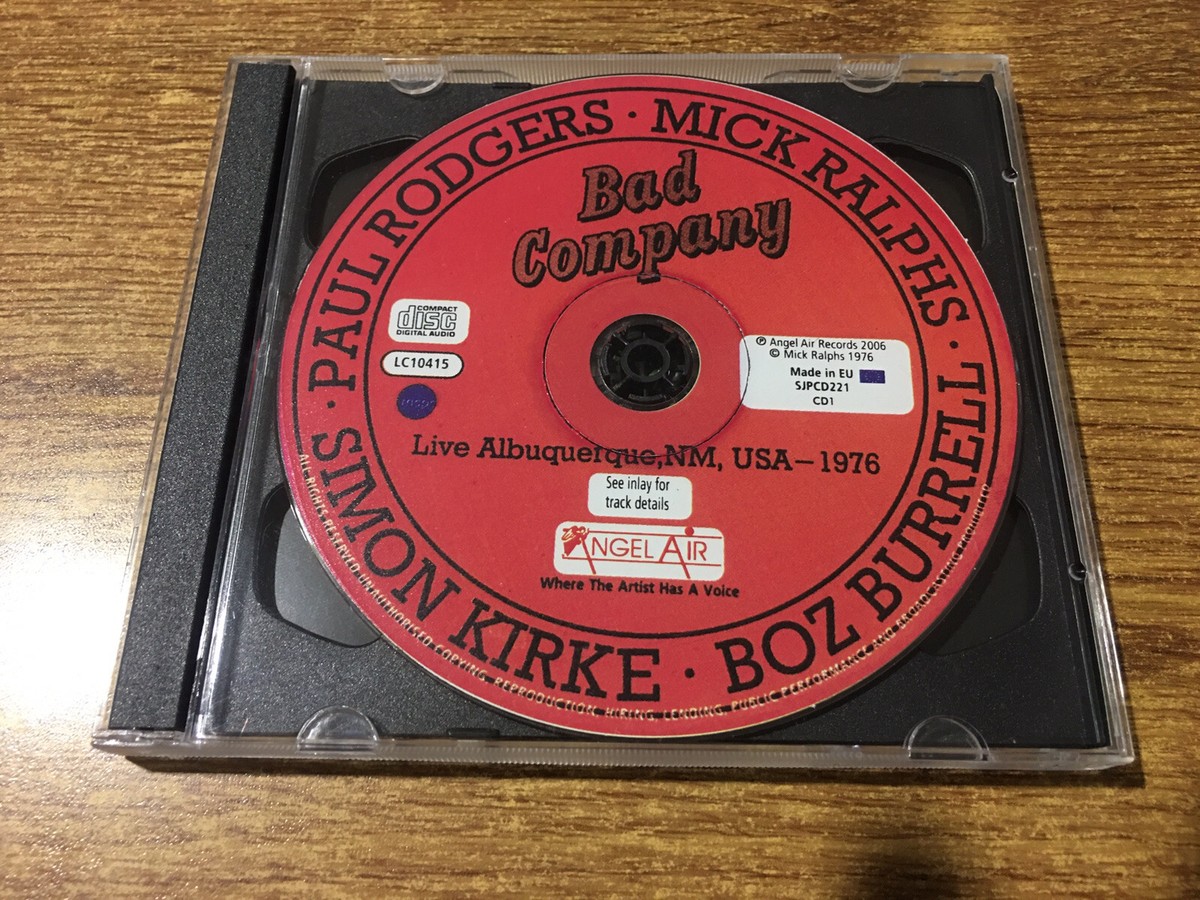 PAUL RODGERS · MICK RALPHS · BOZ BURRELL · SIMON KIRKE ·
Bad
Company
COMPACT
disc
DIGITAL AUDIO
LC10415
mcps
℗ Angel Air Records 2006
© Mick Ralphs 1976
Made in EU
SJPCD221
CD1
Live Albuquerque, NM, USA – 1976
See inlay for
track details
ANGEL AIR
Where The Artist Has A Voice
ALL RIGHTS RESERVED. UNAUTHORISED COPYING, REPRODUCTION, HIRING, LENDING, PUBLIC PERFORMANCE AND BROADCASTING PROHIBITED